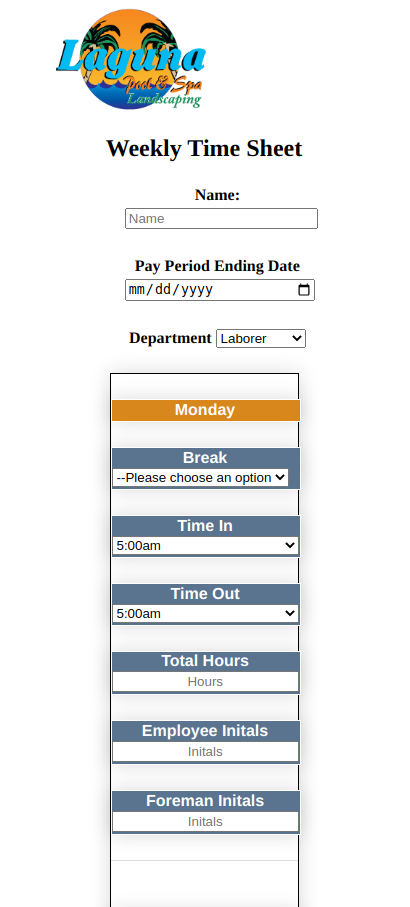 Laguna
Pool & Spa
Landscaping
Weekly Time Sheet
Name:
Name
Pay Period Ending Date
mm/dd/yyyy
Department Laborer
Monday
Break
--Please choose an option
Time In
5:00am
Time Out
5:00am
Total Hours
Hours
Employee Initals
Initals
Foreman Initals
Initals